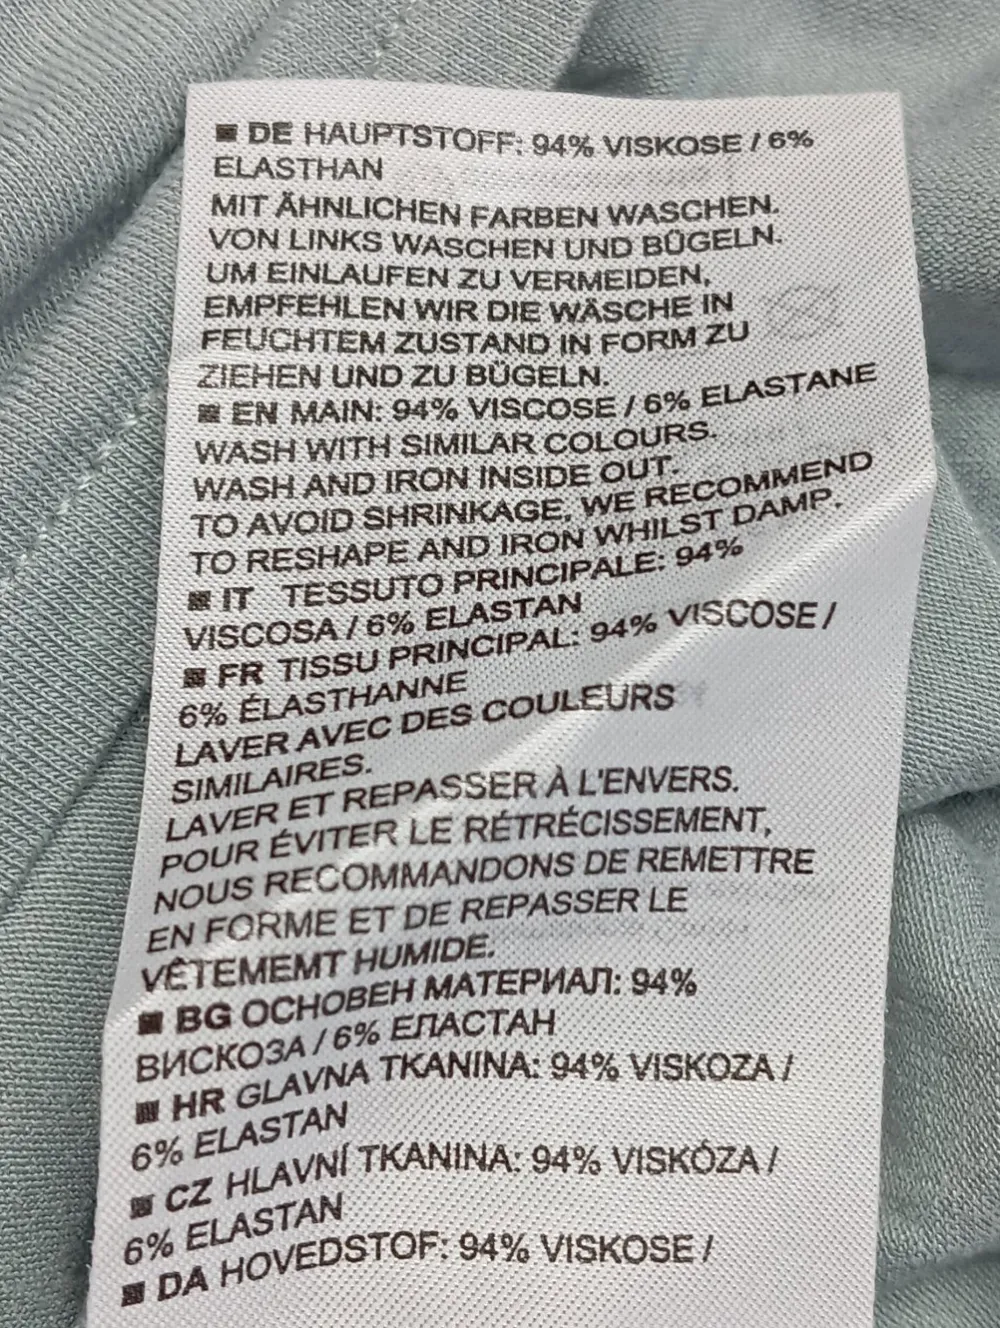 ■ DE HAUPTSTOFF: 94% VISKOSE / 6%
ELASTHAN
MIT ÄHNLICHEN FARBEN WASCHEN.
VON LINKS WASCHEN UND BÜGELN.
UM EINLAUFEN ZU VERMEIDEN,
EMPFEHLEN WIR DIE WÄSCHE IN
FEUCHTEM ZUSTAND IN FORM ZU
ZIEHEN UND ZU BÜGELN.
■ EN MAIN: 94% VISCOSE / 6% ELASTANE
WASH WITH SIMILAR COLOURS.
WASH AND IRON INSIDE OUT.
TO AVOID SHRINKAGE, WE RECOMMEND
TO RESHAPE AND IRON WHILST DAMP.
■ IT TESSUTO PRINCIPALE: 94%
VISCOSA / 6% ELASTAN
■ FR TISSU PRINCIPAL: 94% VISCOSE /
6% ÉLASTHANNE
LAVER AVEC DES COULEURS
SIMILAIRES.
LAVER ET REPASSER À L'ENVERS.
POUR ÉVITER LE RÉTRÉCISSEMENT,
NOUS RECOMMANDONS DE REMETTRE
EN FORME ET DE REPASSER LE
VÊTEMEMT HUMIDE.
■ BG ОСНОВЕН МАТЕРИАЛ: 94%
ВИСКОЗА / 6% ЕЛАСТАН
■ HR GLAVNA TKANINA: 94% VISKOZA /
6% ELASTAN
■ CZ HLAVNÍ TKANINA: 94% VISKÓZA /
6% ELASTAN
■ DA HOVEDSTOF: 94% VISKOSE /